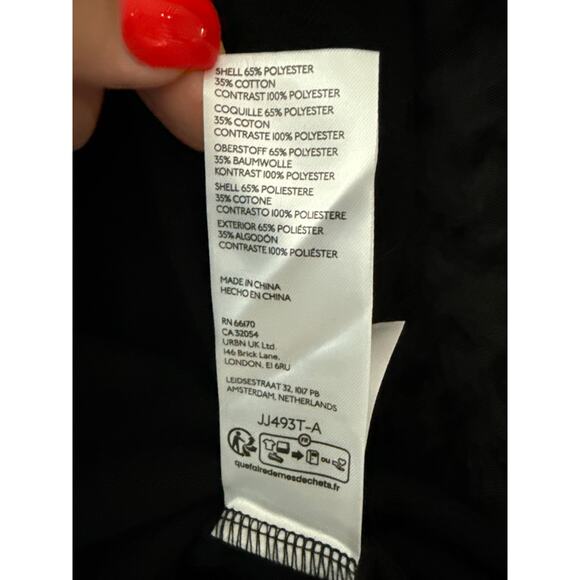 SHELL 65% POLYESTER
35% COTTON
CONTRAST 100% POLYESTER
COQUILLE 65% POLYESTER
35% COTON
CONTRASTE 100% POLYESTER
OBERSTOFF 65% POLYESTER
35% BAUMWOLLE
KONTRAST 100% POLYESTER
SHELL 65% POLIESTERE
35% COTONE
CONTRASTO 100% POLIESTERE
EXTERIOR 65% POLIÉSTER
35% ALGODÓN
CONTRASTE 100% POLIÉSTER
MADE IN CHINA
HECHO EN CHINA
RN 66170
CA 32054
URBN UK Ltd.
146 Brick Lane,
LONDON, E1 6RU
LEIDSESTRAAT 32, 1017 PB
AMSTERDAM, NETHERLANDS
JJ493T-A
FR
OU
quefairedemesdechets.fr